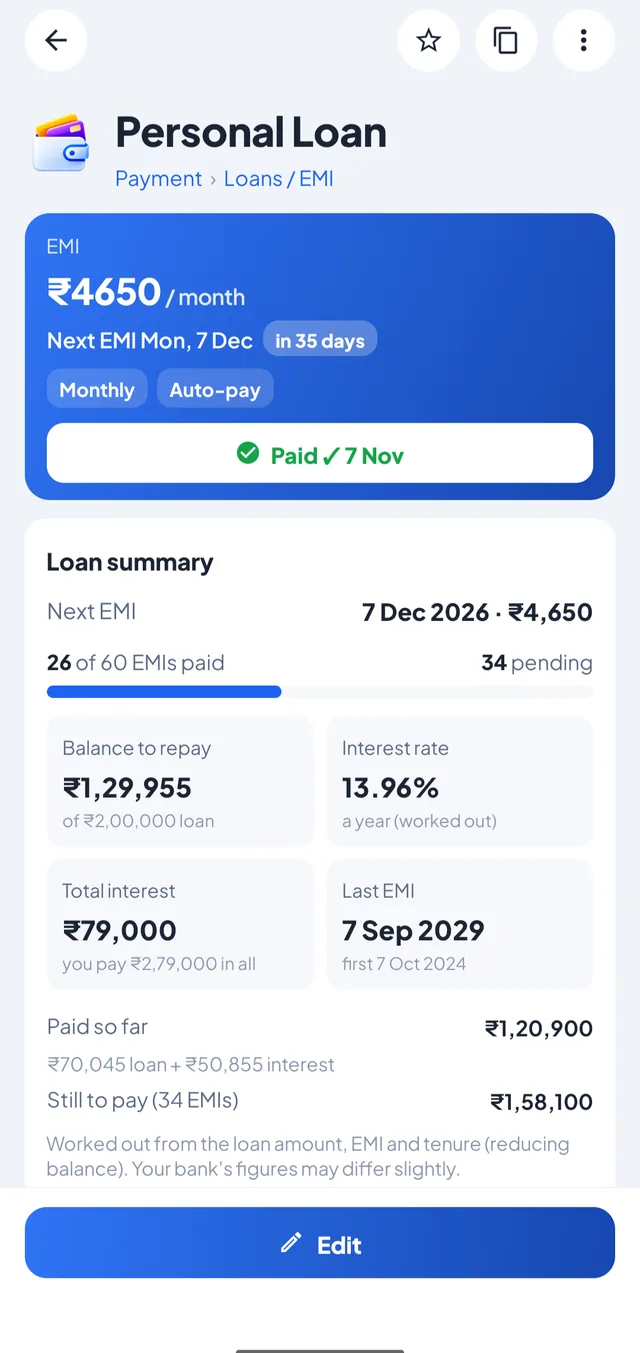 Personal Loan
Payment › Loans / EMI
EMI
₹4650 / month
Next EMI Mon, 7 Dec in 35 days
Monthly Auto-pay
Paid ✓ 7 Nov
Loan summary
Next EMI 7 Dec 2026 · ₹4,650
26 of 60 EMIs paid 34 pending
Balance to repay
₹1,29,955
of ₹2,00,000 loan
Interest rate
13.96%
a year (worked out)
Total interest
₹79,000
you pay ₹2,79,000 in all
Last EMI
7 Sep 2029
first 7 Oct 2024
Paid so far ₹1,20,900
₹70,045 loan + ₹50,855 interest
Still to pay (34 EMIs) ₹1,58,100
Worked out from the loan amount, EMI and tenure (reducing
balance). Your bank's figures may differ slightly.
Edit